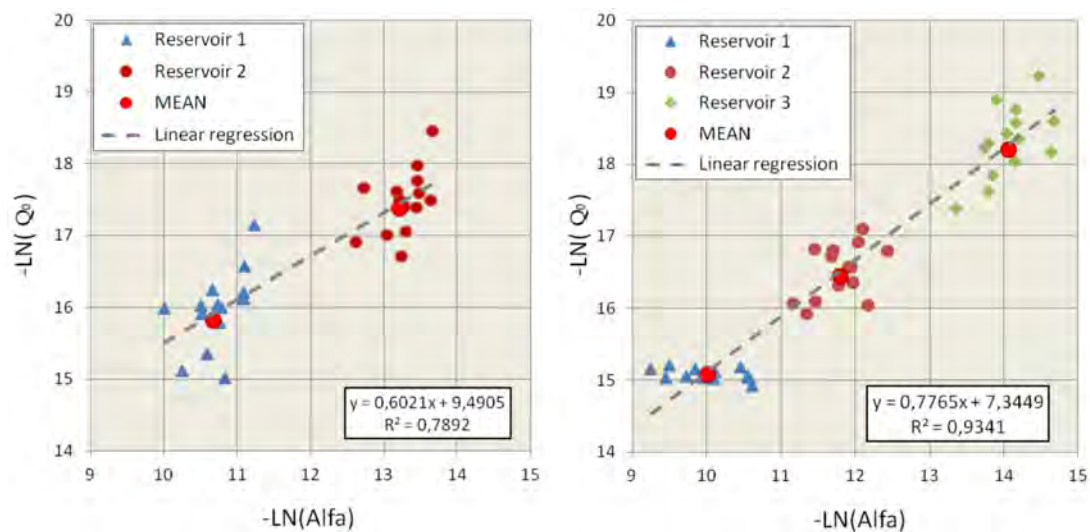 20
19
18
17
16
15
14
-LN( Q₀)
Reservoir 1
Reservoir 2
MEAN
Linear regression
y = 0,6021x + 9,4905
R² = 0,7892
9 10 11 12 13 14 15
-LN(Alfa)
20
19
18
17
16
15
14
-LN( Q₀)
Reservoir 1
Reservoir 2
Reservoir 3
MEAN
Linear regression
y = 0,7765x + 7,3449
R² = 0,9341
9 10 11 12 13 14 15
-LN(Alfa)